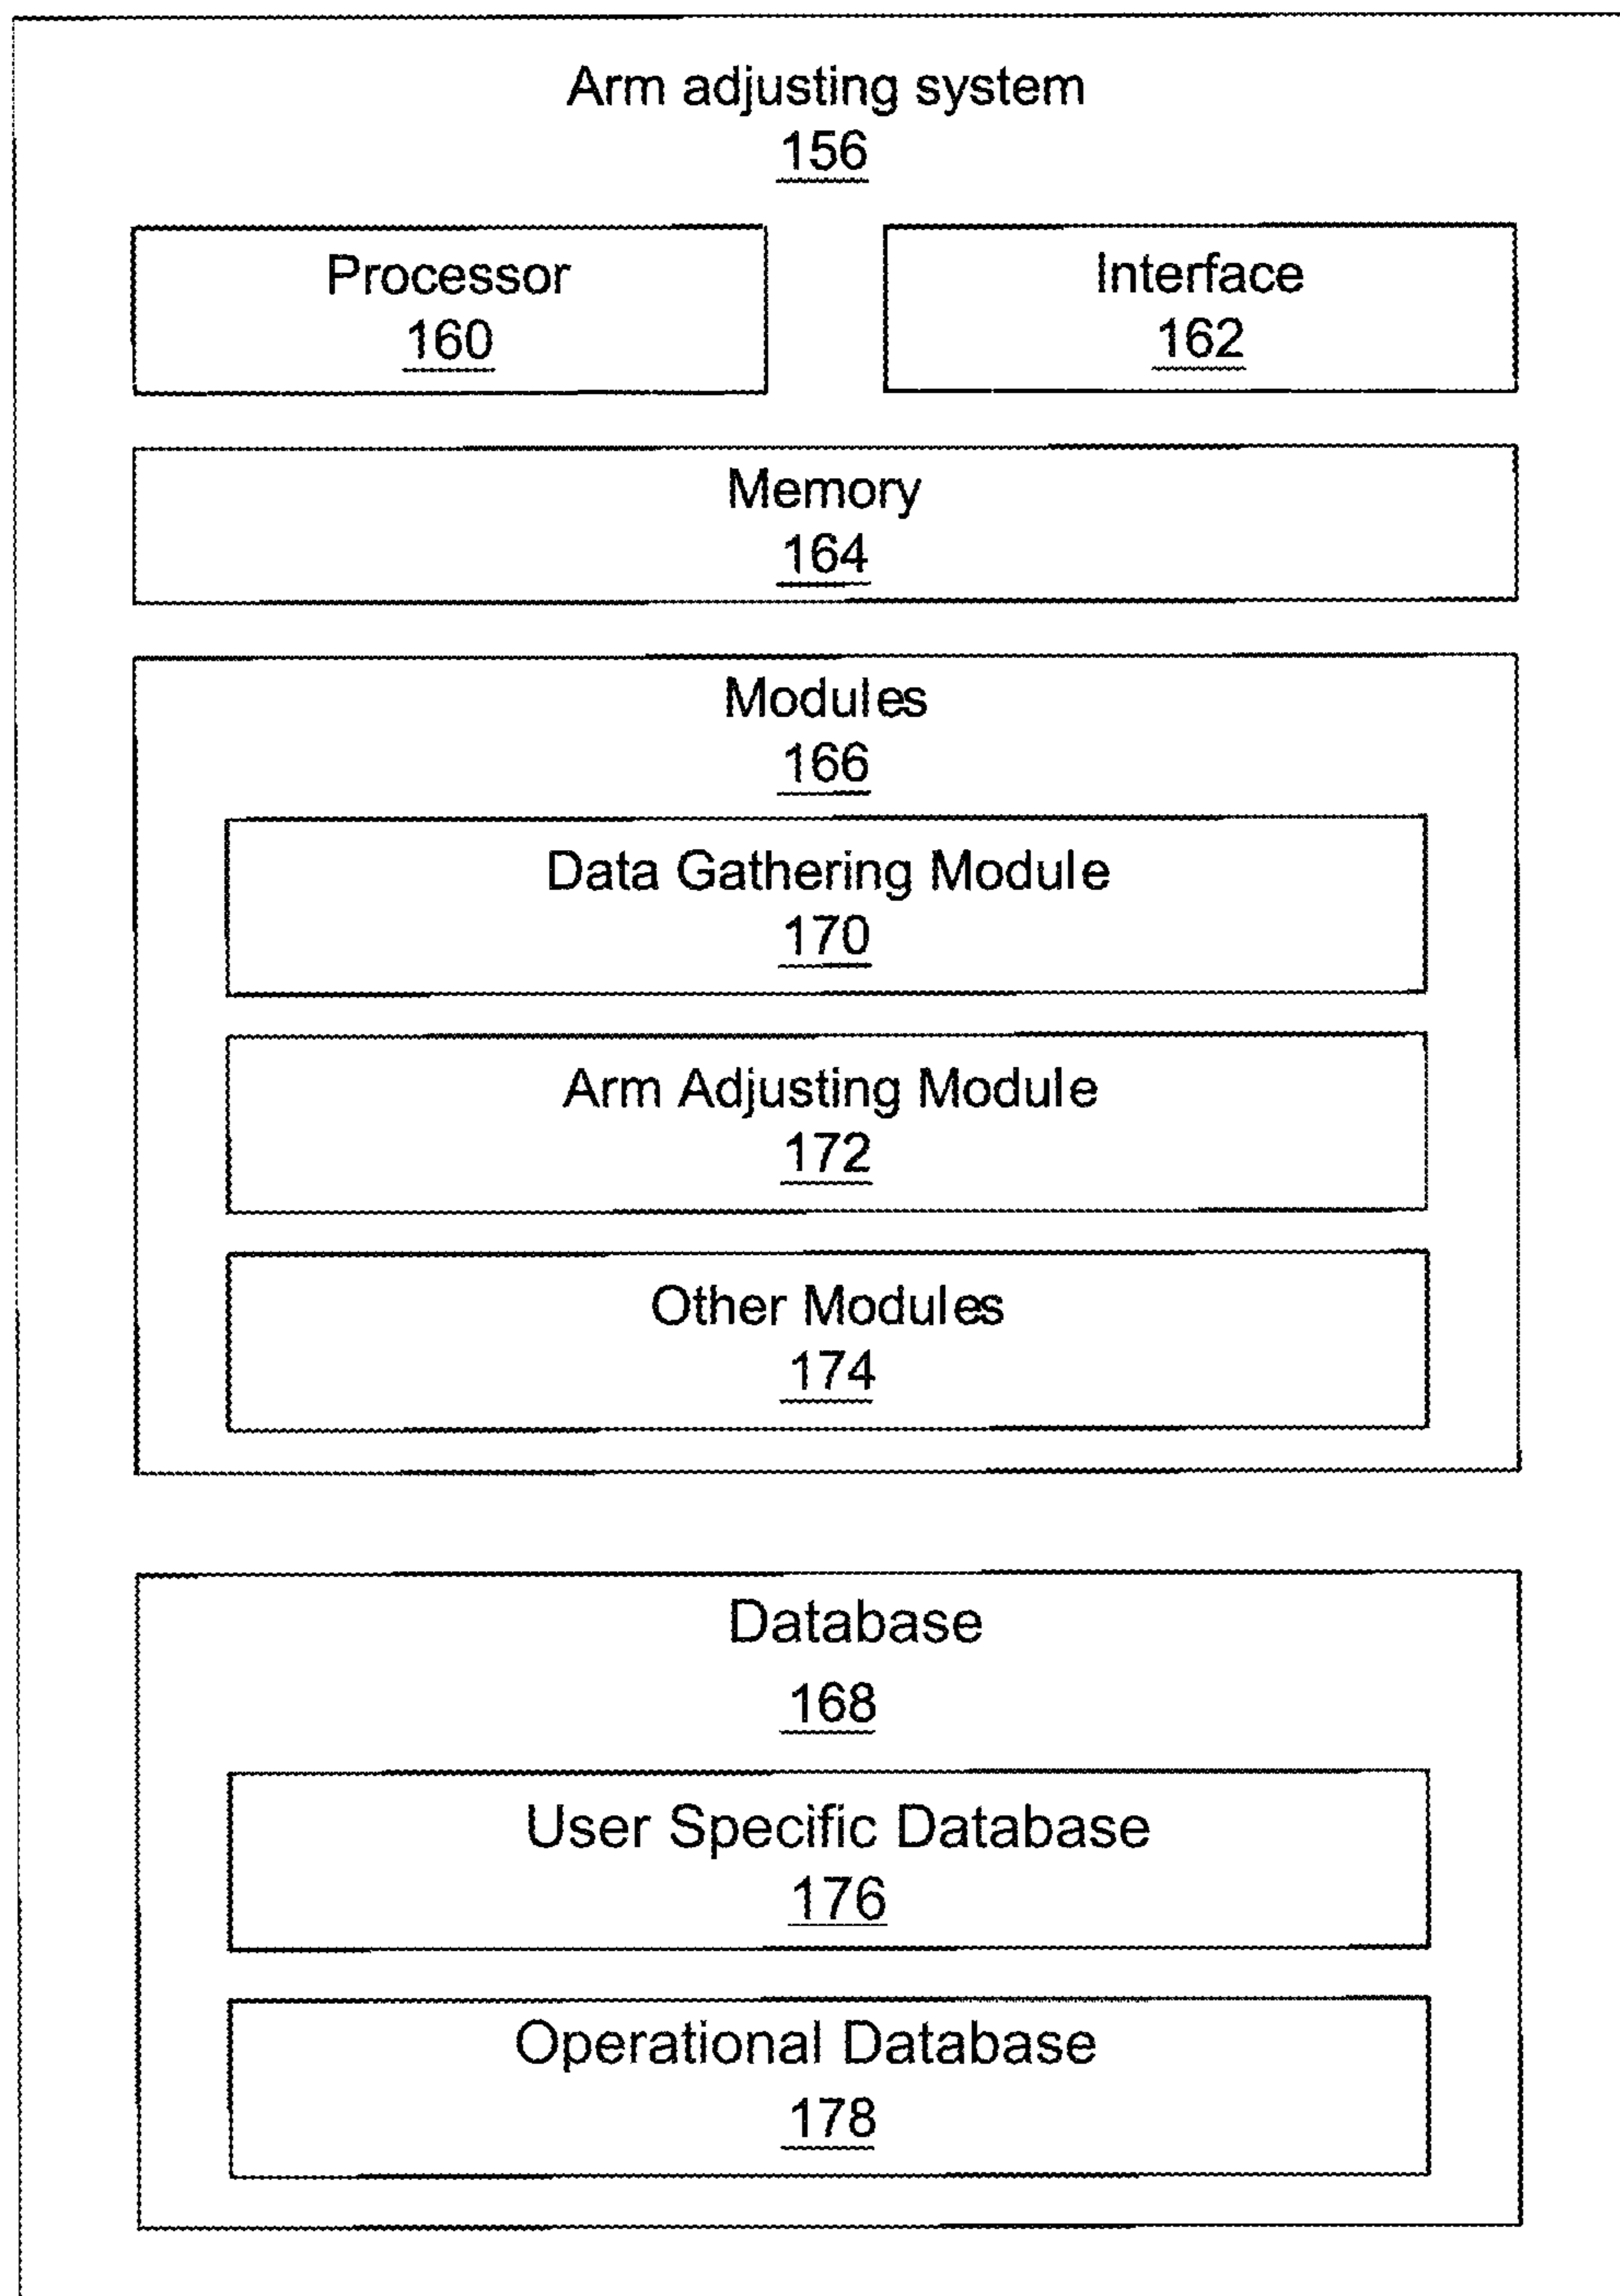 Arm adjusting system
156
Processor
160
Interface
162
Memory
164
Modules
166
Data Gathering Module
170
Arm Adjusting Module
172
Other Modules
174
Database
168
User Specific Database
176
Operational Database
178